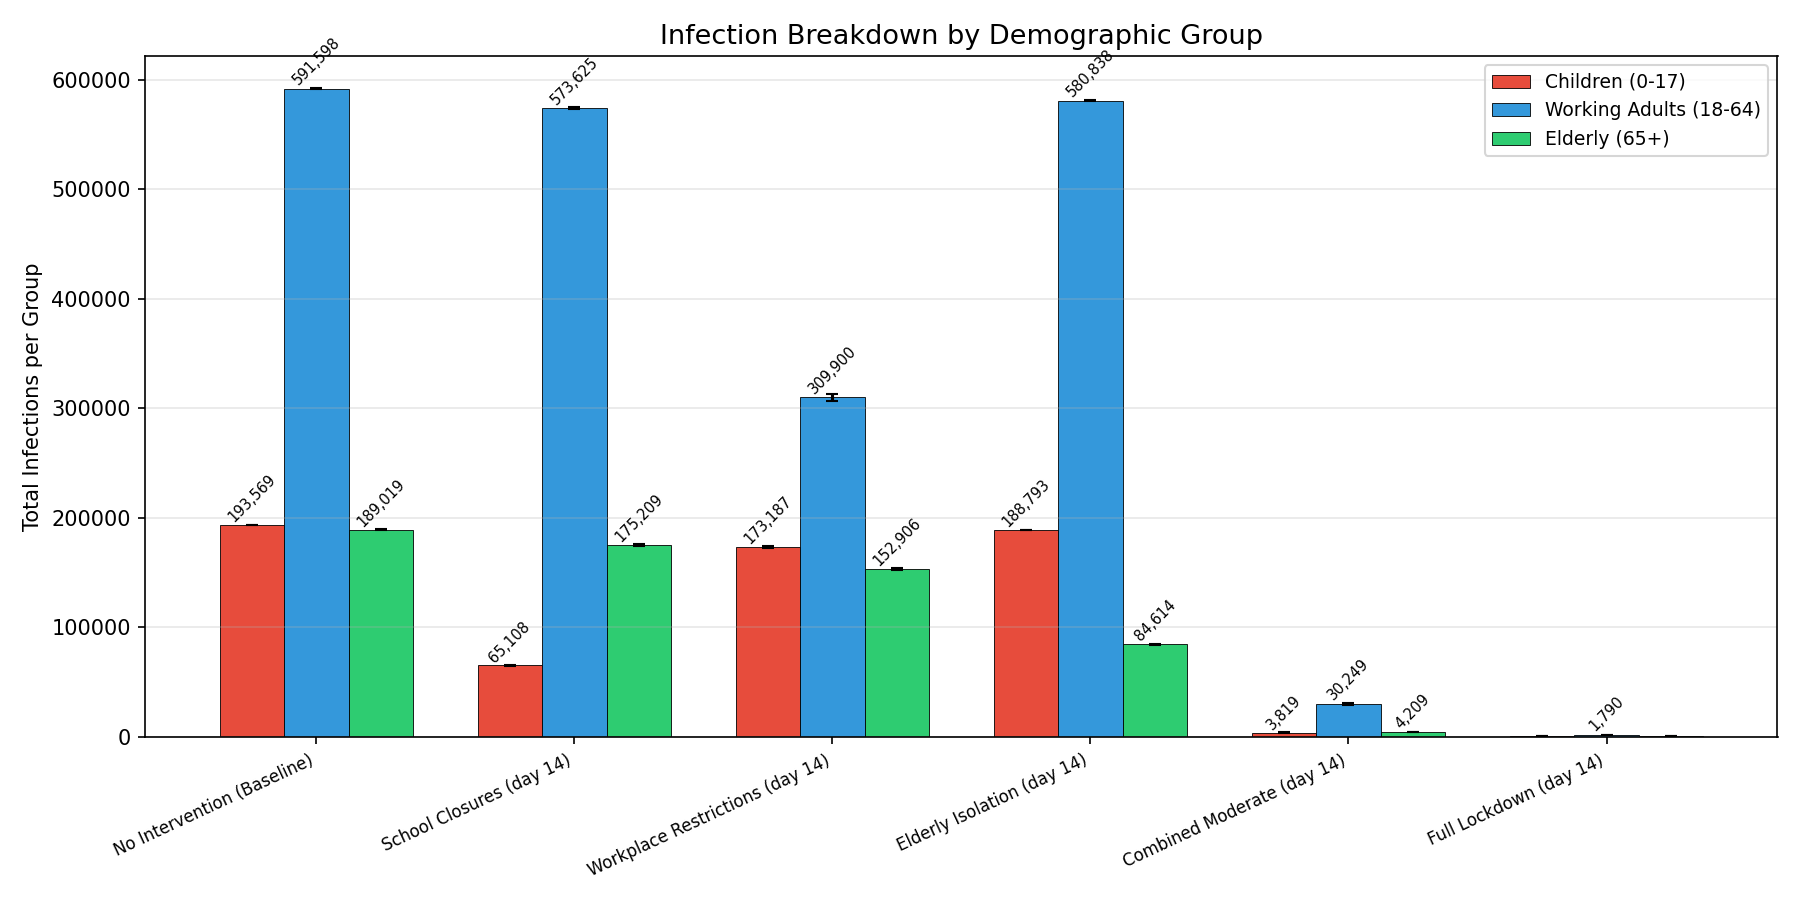 Infection Breakdown by Demographic Group
Total Infections per Group
600000
500000
400000
300000
200000
100000
0
Children (0-17)
Working Adults (18-64)
Elderly (65+)
193,569
591,598
189,019
65,108
573,625
175,209
173,187
309,900
152,906
188,793
580,838
84,614
3,819
30,249
4,209
1,790
No Intervention (Baseline)
School Closures (day 14)
Workplace Restrictions (day 14)
Elderly Isolation (day 14)
Combined Moderate (day 14)
Full Lockdown (day 14)